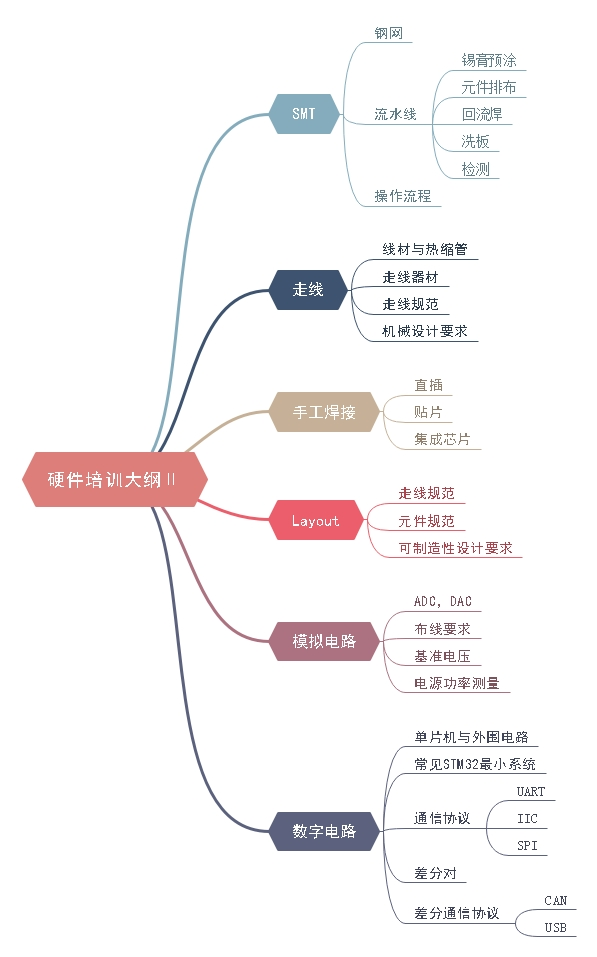 硬件培训大纲Ⅱ
SMT
钢网
流水线
锡膏预涂
元件排布
回流焊
洗板
检测
操作流程
走线
线材与热缩管
走线器材
走线规范
机械设计要求
手工焊接
直插
贴片
集成芯片
Layout
走线规范
元件规范
可制造性设计要求
模拟电路
ADC, DAC
布线要求
基准电压
电源功率测量
数字电路
单片机与外围电路
常见STM32最小系统
通信协议
UART
IIC
SPI
差分对
差分通信协议
CAN
USB